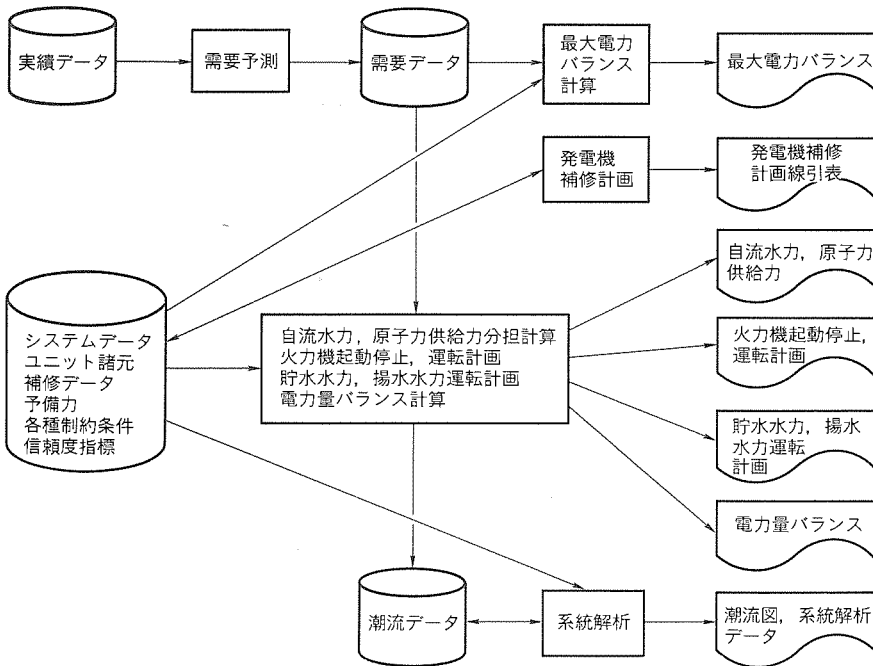 実績データ
需要予測
需要データ
最大電力
バランス
計算
最大電力バランス
発電機
補修計画
発電機補修
計画線引表
自流水力,原子力
供給力
システムデータ
ユニット諸元
補修データ
予備力
各種制約条件
信頼度指標
自流水力,原子力供給力分担計算
火力機起動停止,運転計画
貯水水力,揚水水力運転計画
電力量バランス計算
火力機起動停止,
運転計画
貯水水力,揚水
水力運転
計画
電力量バランス
潮流データ
系統解析
潮流図,系統解析
データ